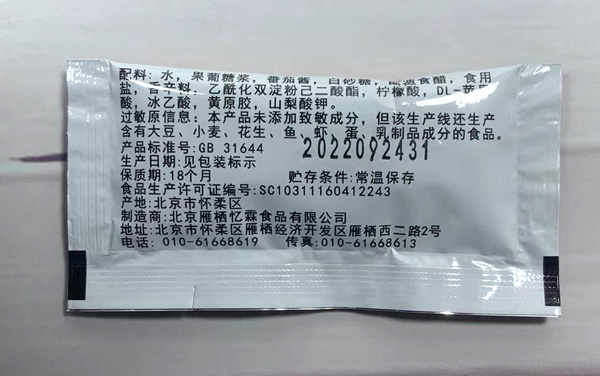 配料: 水, 果葡糖浆, 番茄酱, 白砂糖, 酿造食醋, 食用
盐, 香辛料, 乙酰化双淀粉己二酸酯, 柠檬酸, DL-苹果
酸, 冰乙酸, 黄原胶, 山梨酸钾。
过敏原信息: 本产品未添加致敏成分, 但该生产线还生产
含有大豆、小麦、花生、鱼、虾、蛋、乳制品成分的食品。
产品标准号:GB 31644
2022092431
生产日期:见包装标示
保质期:18个月 贮存条件:常温保存
食品生产许可证编号:SC10311160412243
产地:北京市怀柔区
制造商:北京雁栖忆霖食品有限公司
地址:北京市怀柔区雁栖经济开发区雁栖西二路2号
电话: 010-61668619 传真:010-61668613